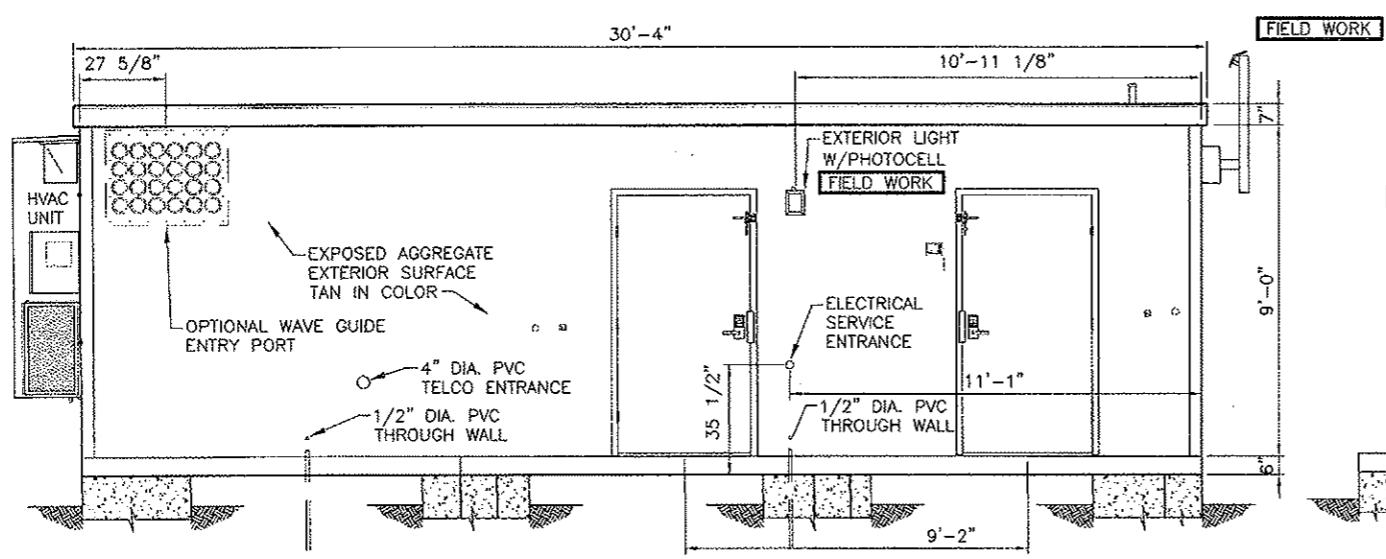 30'-4"
FIELD WORK
27 5/8"
10'-11 1/8"
7"
EXTERIOR LIGHT
W/PHOTOCELL
FIELD WORK
HVAC
UNIT
EXPOSED AGGREGATE
EXTERIOR SURFACE
TAN IN COLOR
OPTIONAL WAVE GUIDE
ENTRY PORT
ELECTRICAL
SERVICE
ENTRANCE
9'-0"
4" DIA. PVC
TELCO ENTRANCE
35 1/2"
11'-1"
1/2" DIA. PVC
THROUGH WALL
1/2" DIA. PVC
THROUGH WALL
6"
9'-2"